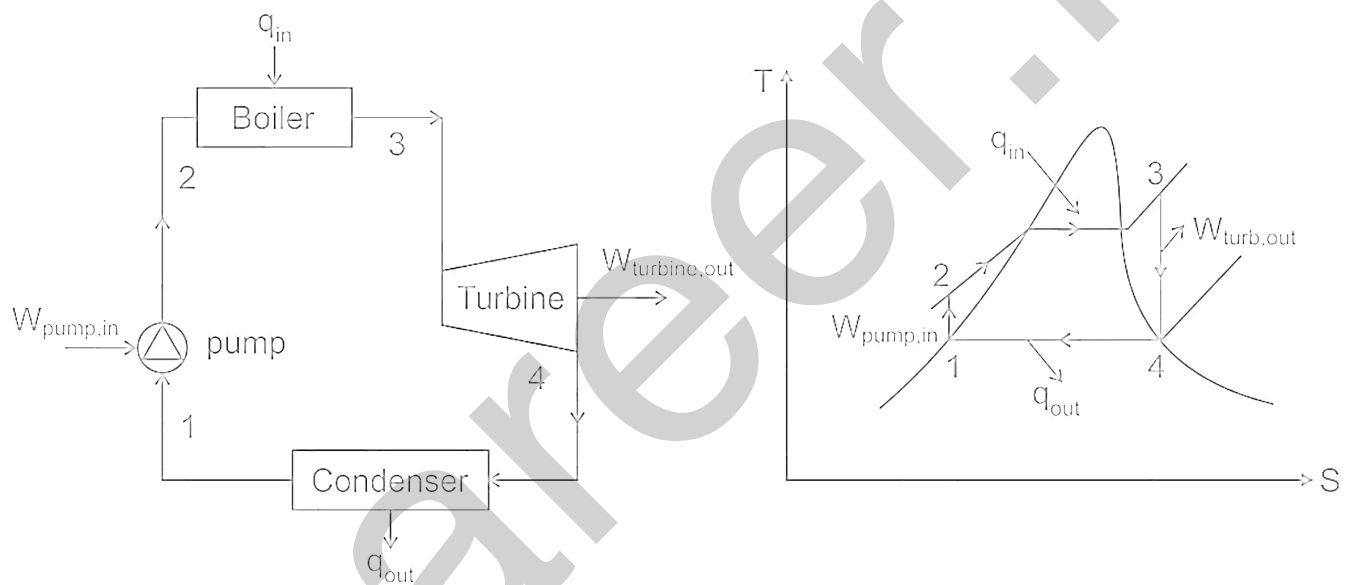 q_in
Boiler
3
2
W_turbine,out
Turbine
W_pump,in
pump
4
1
Condenser
q_out
T
q_in
3
W_turb,out
2
W_pump,in
1
4
q_out
S
areer.